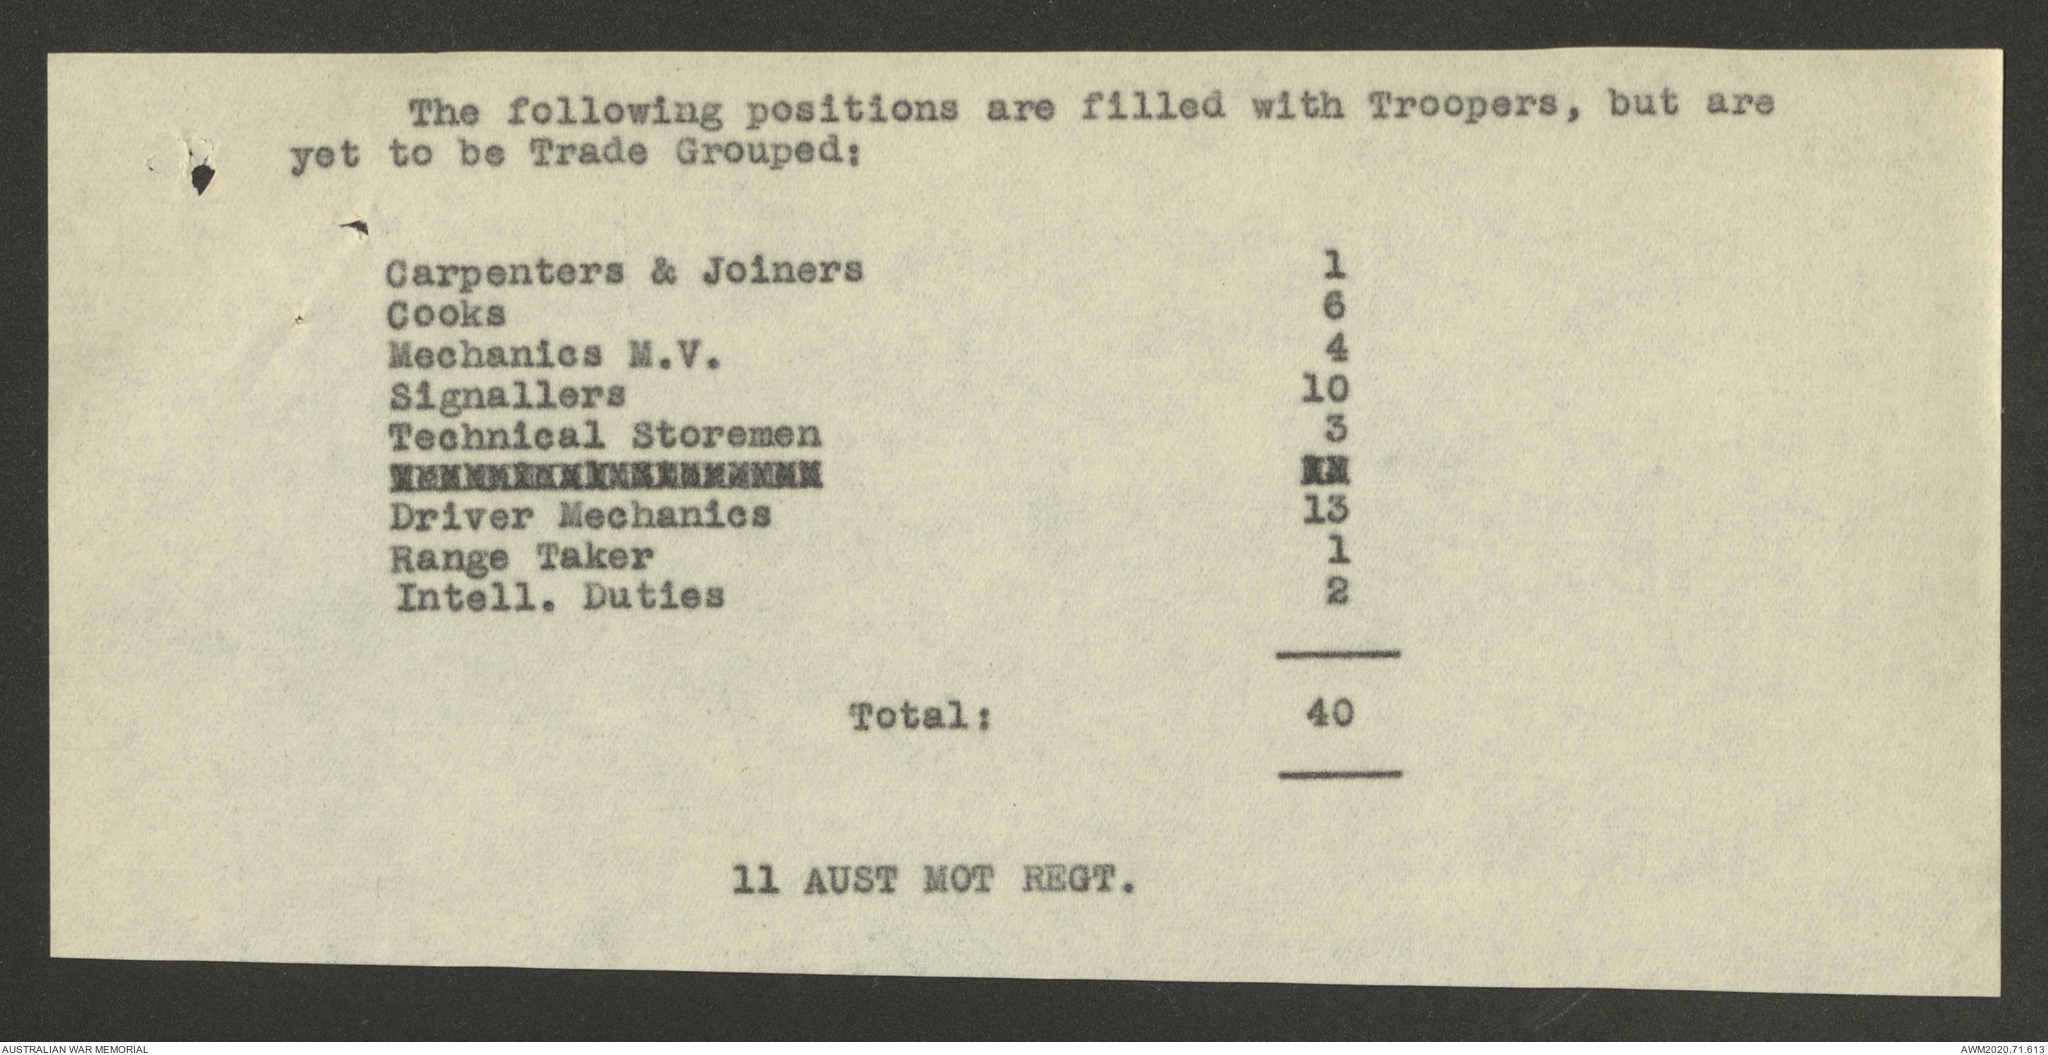 The following positions are filled with Troopers, but are
yet to be Trade Grouped:
Carpenters & Joiners 1
Cooks 6
Mechanics M.V. 4
Signallers 10
Technical Storemen 3
Driver Mechanics 13
Range Taker 1
Intell. Duties 2
Total: 40
11 AUST MOT REGT.
AUSTRALIAN WAR MEMORIAL AWM2020.71.613